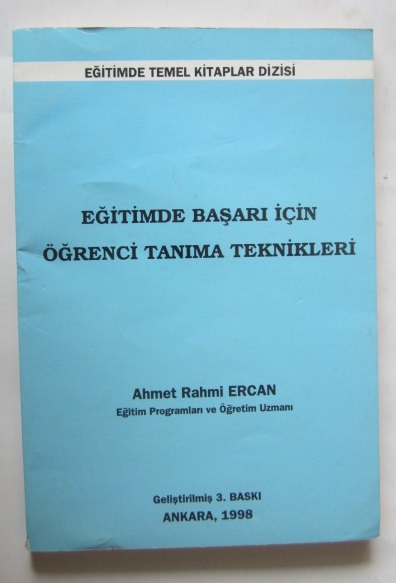 EĞİTİMDE TEMEL KİTAPLAR DİZİSİ
EĞİTİMDE BAŞARI İÇİN
ÖĞRENCİ TANIMA TEKNİKLERİ
Ahmet Rahmi ERCAN
Eğitim Programları ve Öğretim Uzmanı
Geliştirilmiş 3. BASKI
ANKARA, 1998